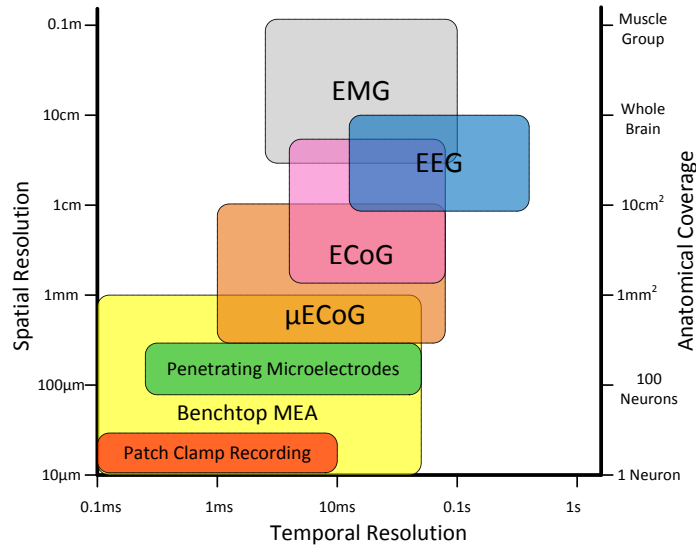 0.1m
10cm
1cm
1mm
100µm
10µm
Spatial Resolution
EMG
EEG
ECoG
µECoG
Penetrating Microelectrodes
Benchtop MEA
Patch Clamp Recording
Muscle
Group
Whole
Brain
10cm²
1mm²
100
Neurons
1 Neuron
Anatomical Coverage
0.1ms
1ms
10ms
0.1s
1s
Temporal Resolution